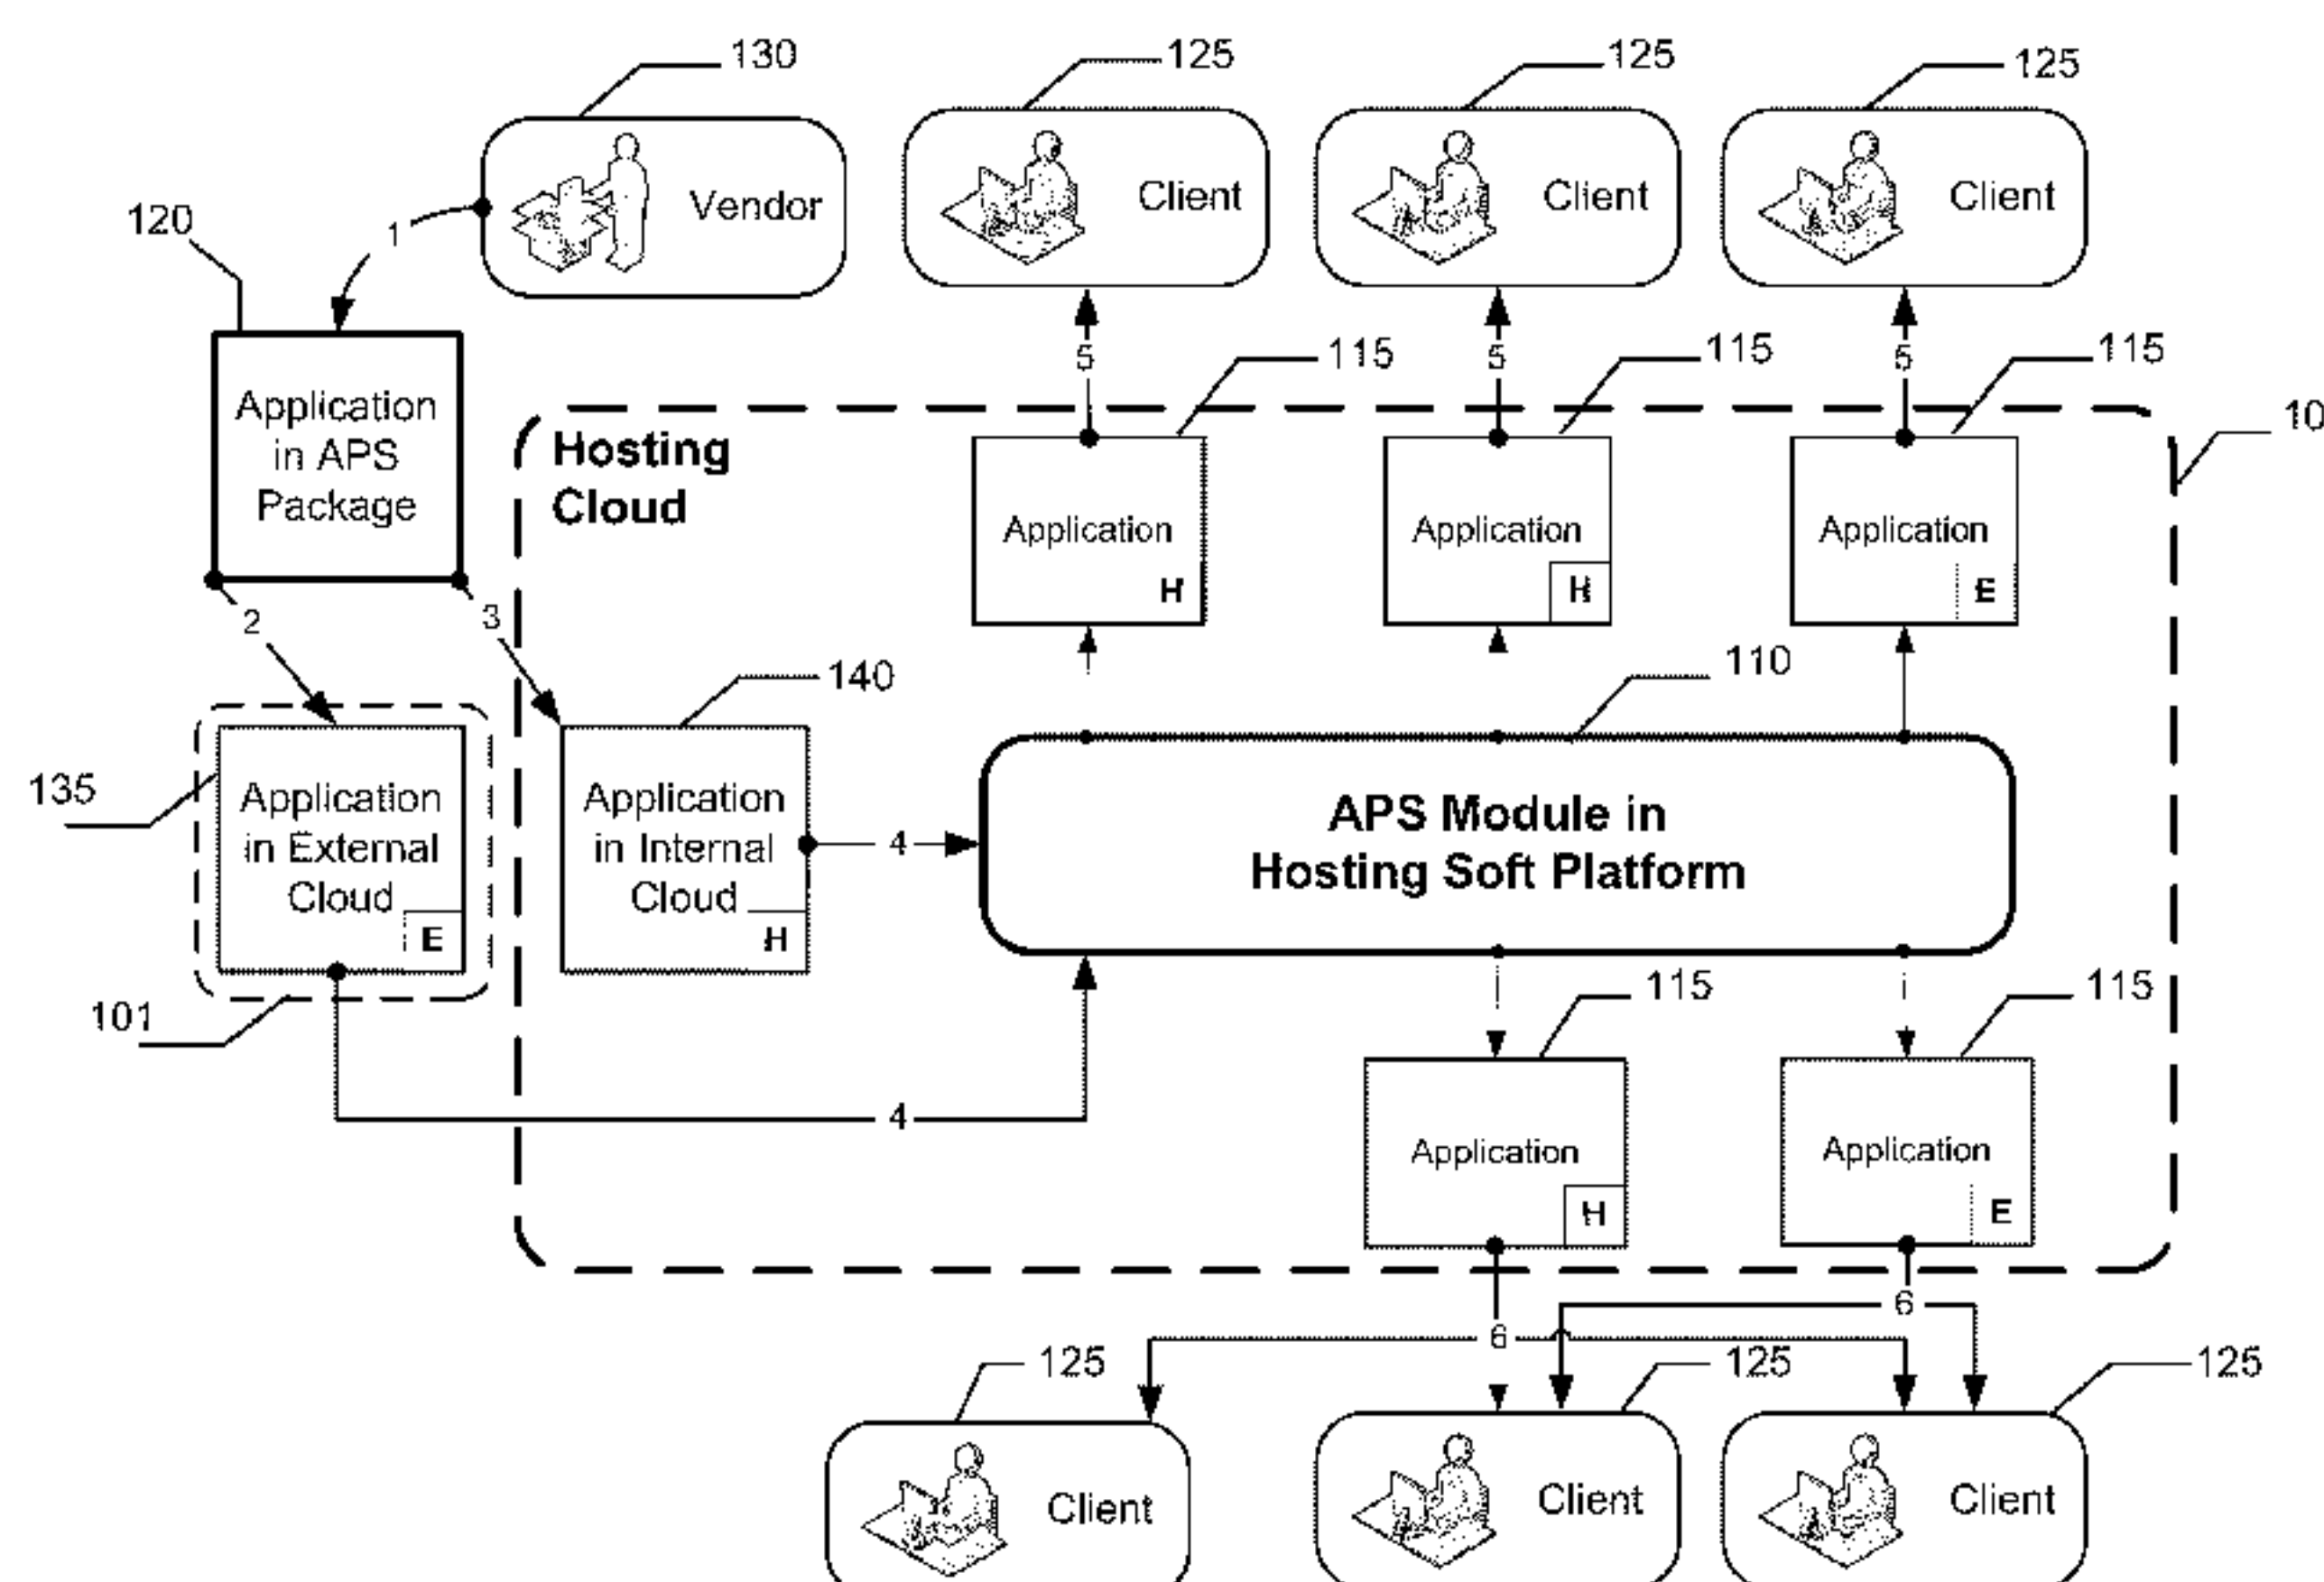 130
125
125
125
Vendor
Client
Client
Client
120
1
5
5
5
115
115
115
10
Application
in APS
Package
Hosting
Cloud
Application
H
Application
H
Application
E
2
3
140
110
135
Application
in External
Cloud
E
Application
in Internal
Cloud
H
4
APS Module in
Hosting Soft Platform
101
115
115
4
Application
H
Application
E
6
6
125
125
125
Client
Client
Client